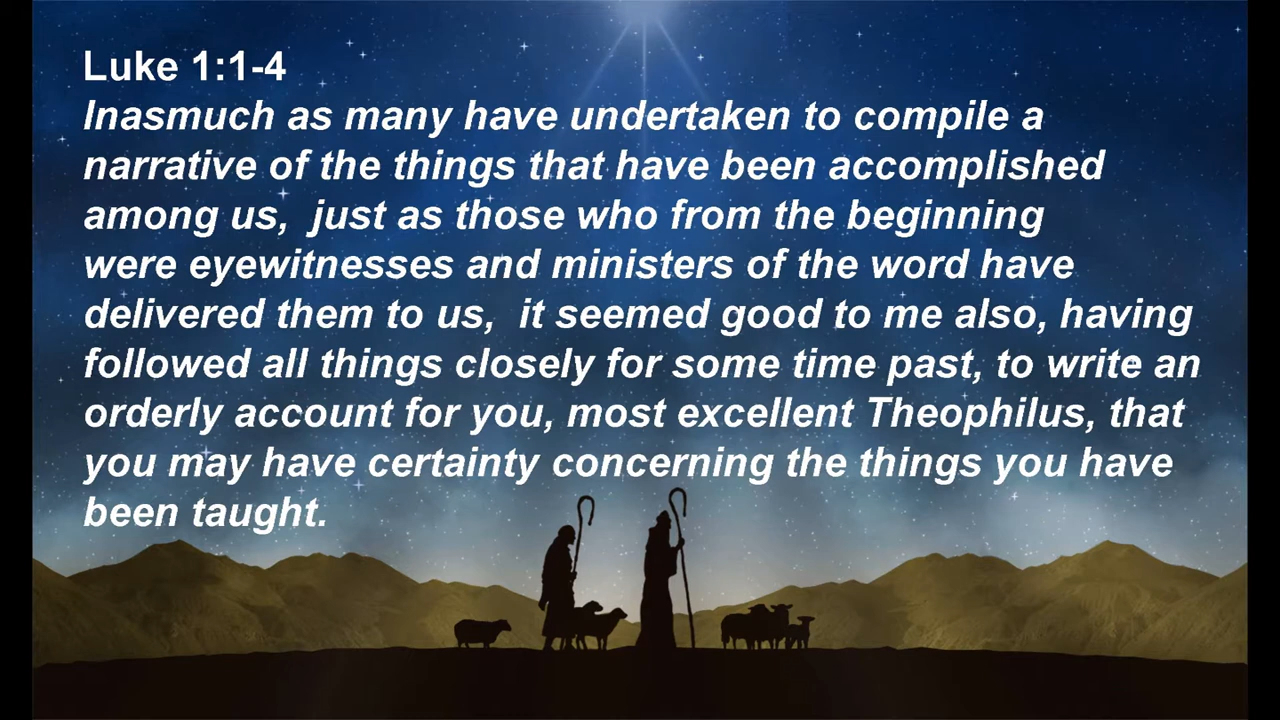 Luke 1:1-4
Inasmuch as many have undertaken to compile a
narrative of the things that have been accomplished
among us,  just as those who from the beginning
were eyewitnesses and ministers of the word have
delivered them to us,  it seemed good to me also, having
followed all things closely for some time past, to write an
orderly account for you, most excellent Theophilus, that
you may have certainty concerning the things you have
been taught.